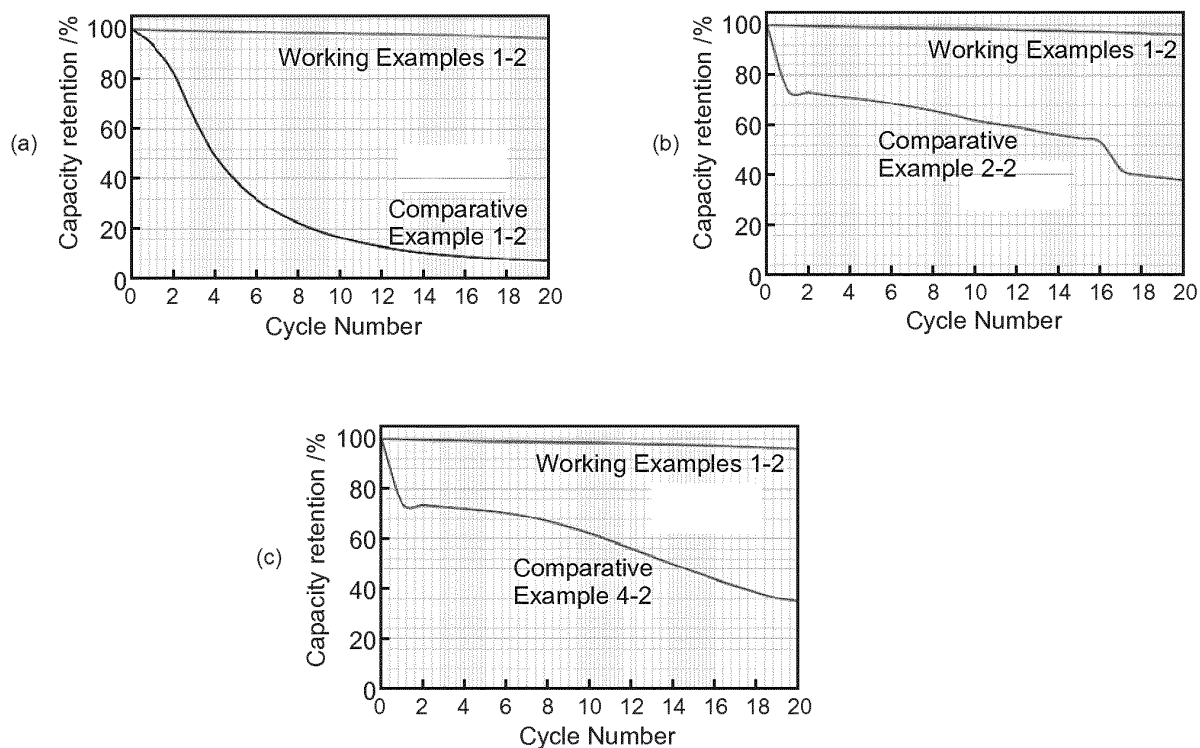 (a)
Capacity retention /%
100
80
60
40
20
0
Working Examples 1-2
Comparative
Example 1-2
0 2 4 6 8 10 12 14 16 18 20
Cycle Number
(b)
Capacity retention /%
100
80
60
40
20
0
Working Examples 1-2
Comparative
Example 2-2
0 2 4 6 8 10 12 14 16 18 20
Cycle Number
(c)
Capacity retention /%
100
80
60
40
20
0
Working Examples 1-2
Comparative
Example 4-2
0 2 4 6 8 10 12 14 16 18 20
Cycle Number